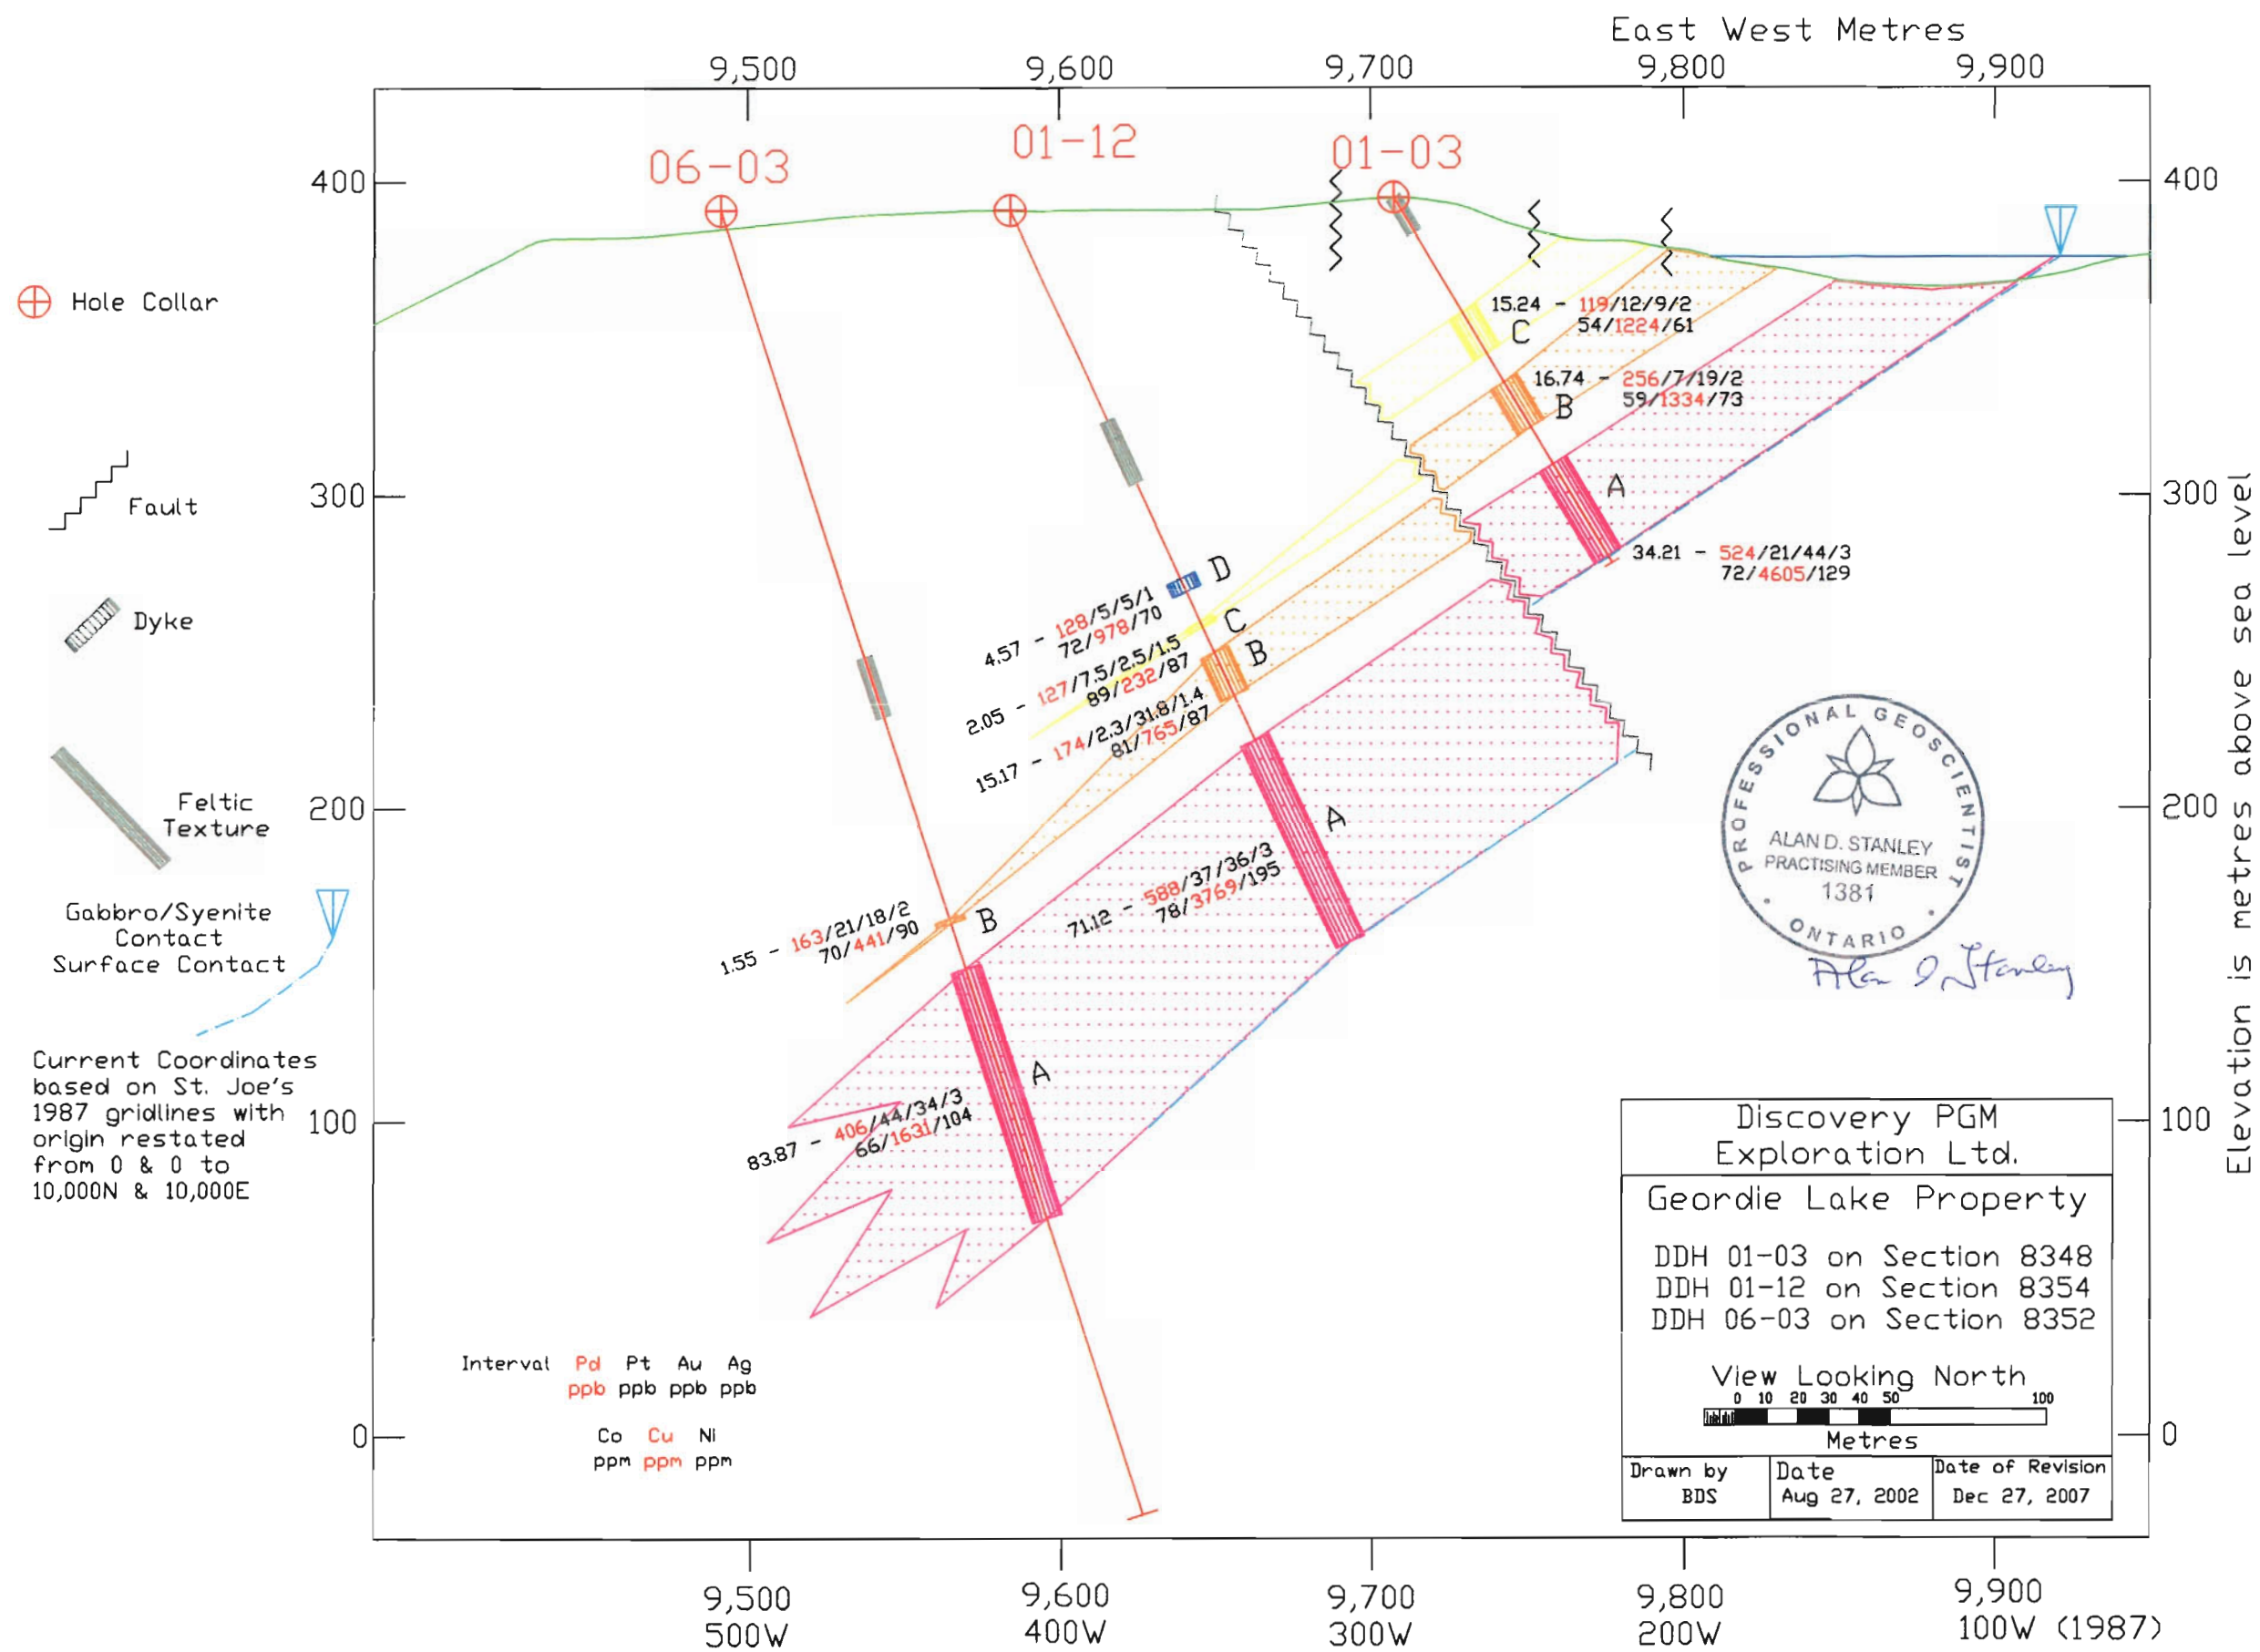 East West Metres
9,500 9,600 9,700 9,800 9,900
06-03 01-12 01-03
400 400
300 300
200 200
100 100
0 0
Elevation is metres above sea level
Hole Collar
Fault
Dyke
Feltic
Texture
Gabbro/Syenite
Contact
Surface Contact
Current Coordinates
based on St. Joe's
1987 gridlines with
origin restated
from 0 & 0 to
10,000N & 10,000E
15.24 - 119/12/9/2
54/1224/61
C
16.74 - 256/7/19/2
59/1334/73
B
A
34.21 - 524/21/44/3
72/4605/129
D
4.57 - 128/5/5/1
72/978/70
C
2.05 - 127/7.5/2.5/1.5
89/232/87
B
15.17 - 174/2.3/31.8/1.4
81/765/87
A
71.12 - 588/37/36/3
78/3769/195
B
1.55 - 163/21/18/2
70/441/90
A
83.87 - 406/44/34/3
66/1631/104
PROFESSIONAL GEOSCIENTIST
ALAN D. STANLEY
PRACTISING MEMBER
1381
ONTARIO
Alan D Stanley
Interval Pd Pt Au Ag
ppb ppb ppb ppb
Co Cu Ni
ppm ppm ppm
Discovery PGM
Exploration Ltd.
Geordie Lake Property
DDH 01-03 on Section 8348
DDH 01-12 on Section 8354
DDH 06-03 on Section 8352
View Looking North
0 10 20 30 40 50 100
Metres
Drawn by
BDS
Date
Aug 27, 2002
Date of Revision
Dec 27, 2007
9,500 9,600 9,700 9,800 9,900
500W 400W 300W 200W 100W (1987)